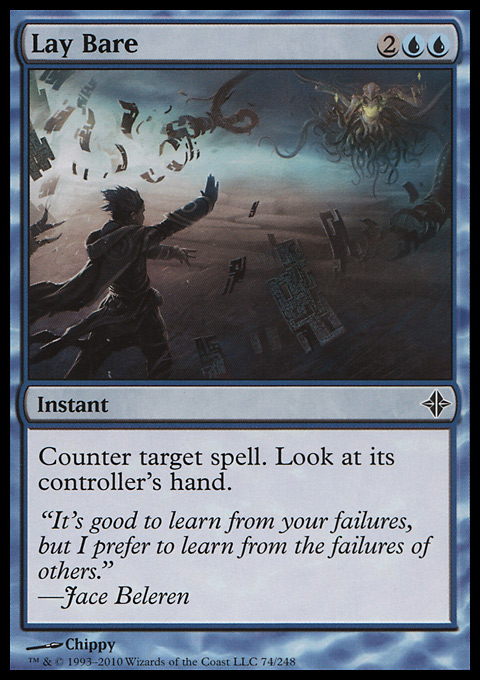 Lay Bare 2
Instant
Counter target spell. Look at its
controller's hand.
“It's good to learn from your failures,
but I prefer to learn from the failures of
others.”
—Jace Beleren
Chippy
™ & © 1993–2010 Wizards of the Coast LLC 74/248